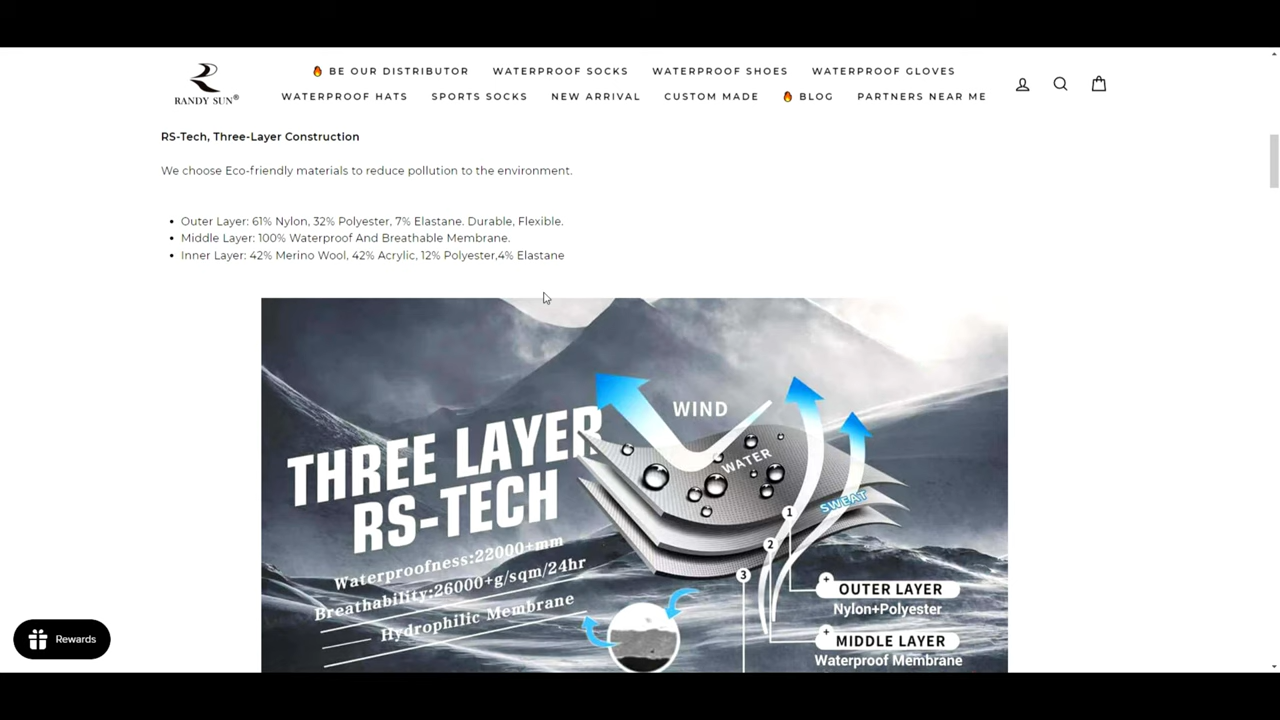 🔥 BE OUR DISTRIBUTOR WATERPROOF SOCKS WATERPROOF SHOES WATERPROOF GLOVES
RANDY SUN®
WATERPROOF HATS SPORTS SOCKS NEW ARRIVAL CUSTOM MADE 🔥 BLOG PARTNERS NEAR ME
RS-Tech, Three-Layer Construction
We choose Eco-friendly materials to reduce pollution to the environment.
• Outer Layer: 61% Nylon, 32% Polyester, 7% Elastane. Durable, Flexible.
• Middle Layer: 100% Waterproof And Breathable Membrane.
• Inner Layer: 42% Merino Wool, 42% Acrylic, 12% Polyester,4% Elastane
WIND
WATER
SWEAT
THREE LAYER
RS-TECH
Waterproofness:22000+mm
Breathability:26000+g/sqm/24hr
Hydrophilic Membrane
1
2
3
+ OUTER LAYER
Nylon+Polyester
+ MIDDLE LAYER
Waterproof Membrane
Rewards